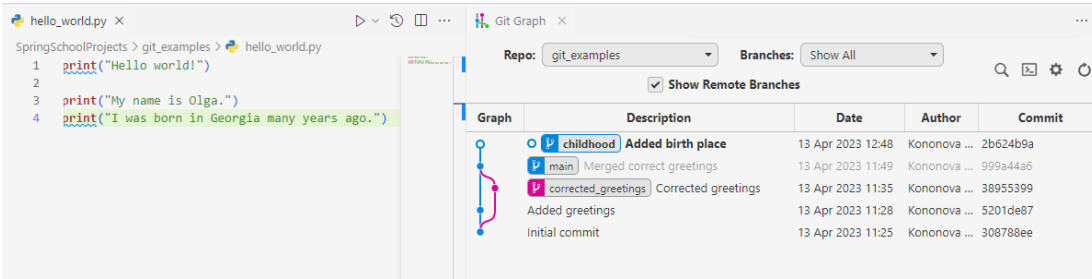 hello_world.py
SpringSchoolProjects > git_examples > hello_world.py
1 print("Hello world!")
2
3 print("My name is Olga.")
4 print("I was born in Georgia many years ago.")
Git Graph
Repo: git_examples Branches: Show All
Show Remote Branches
Graph Description Date Author Commit
childhood Added birth place 13 Apr 2023 12:48 Kononova ... 2b624b9a
main Merged correct greetings 13 Apr 2023 11:49 Kononova ... 999a44a6
corrected_greetings Corrected greetings 13 Apr 2023 11:35 Kononova ... 38955399
Added greetings 13 Apr 2023 11:28 Kononova ... 5201de87
Initial commit 13 Apr 2023 11:25 Kononova ... 308788ee